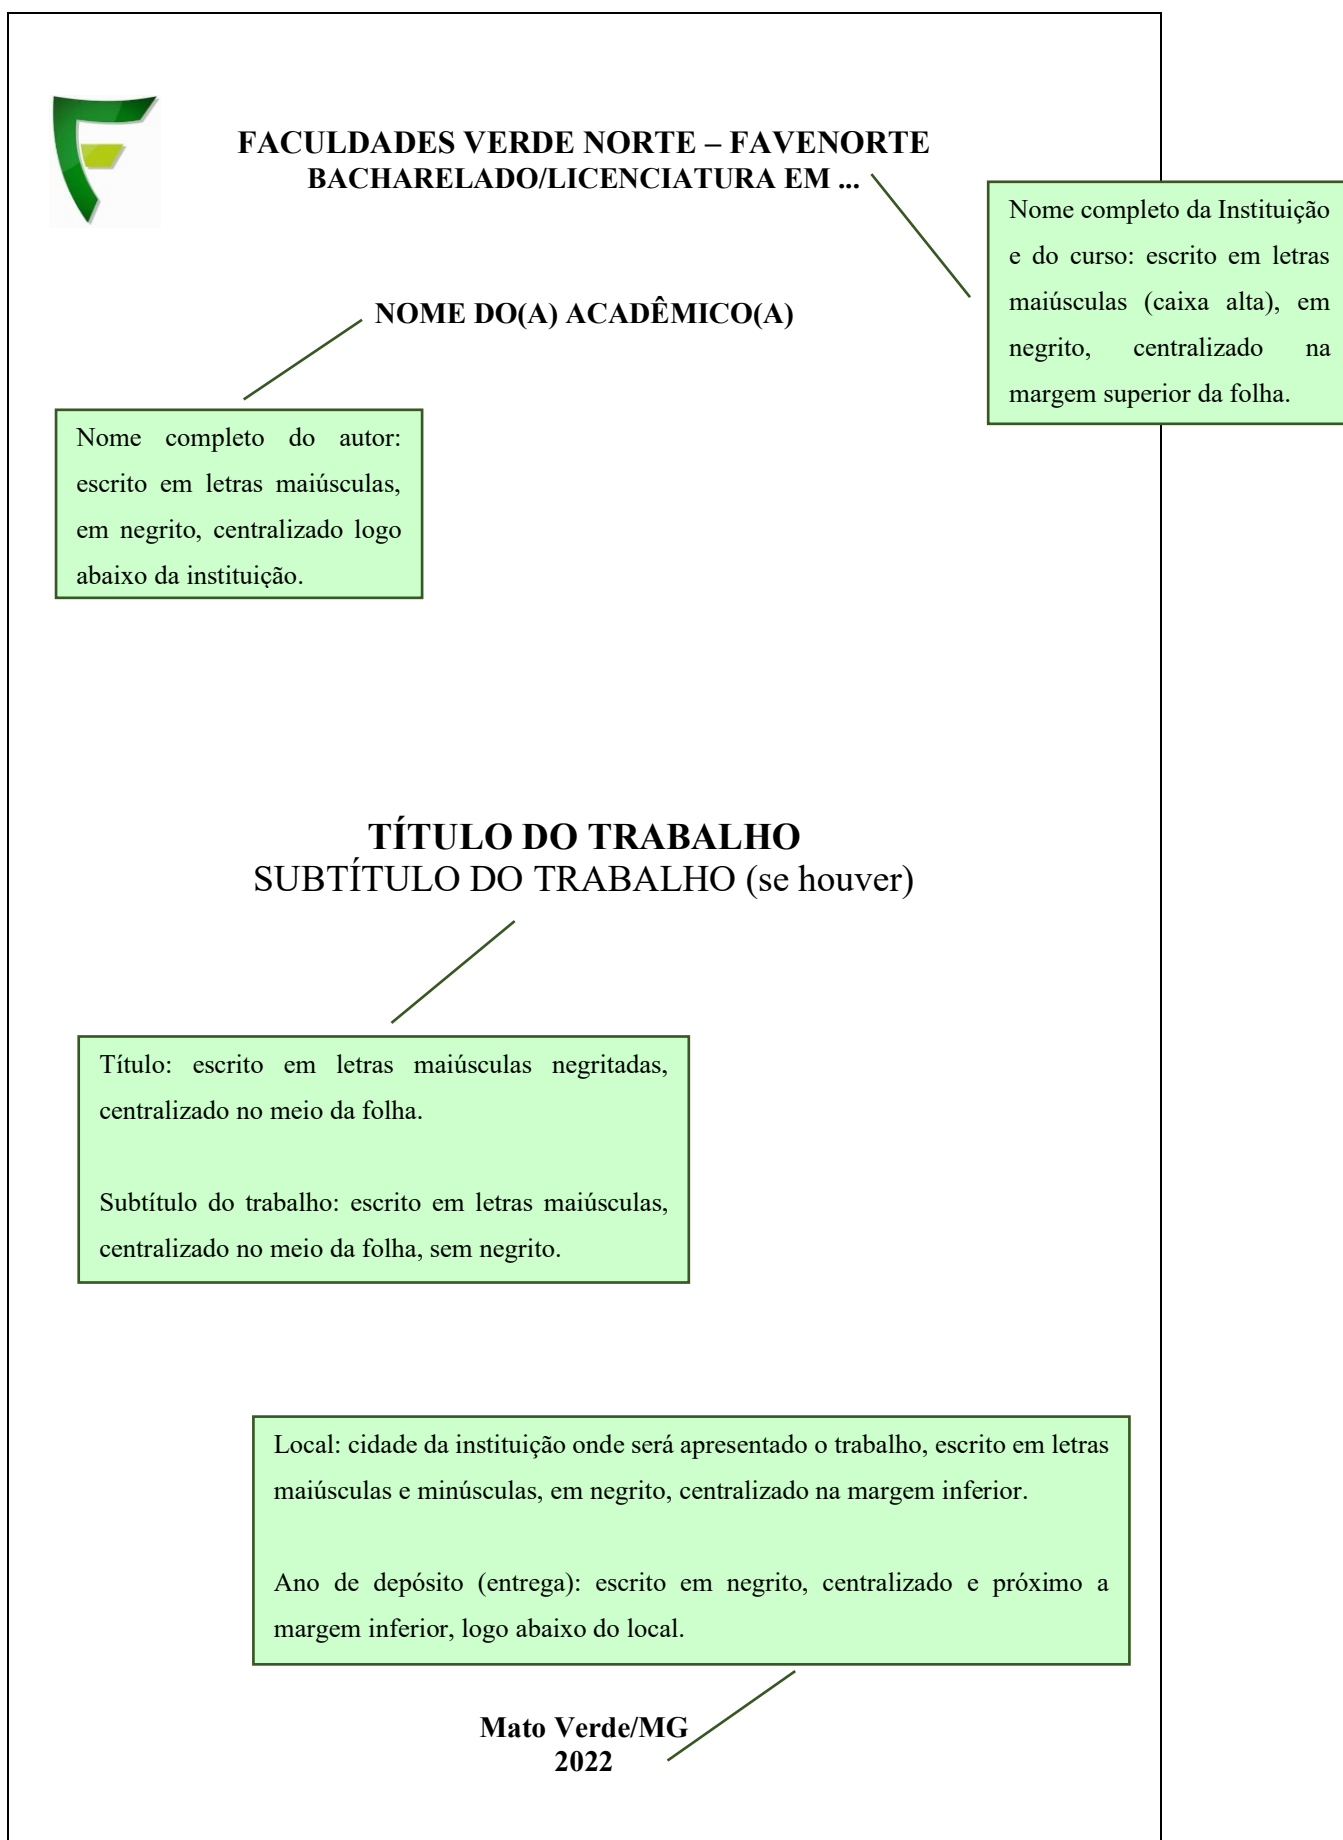 FACULDADES VERDE NORTE – FAVENORTE
BACHARELADO/LICENCIATURA EM ...
Nome completo da Instituição
e do curso: escrito em letras
maiúsculas (caixa alta), em
negrito, centralizado na
margem superior da folha.
NOME DO(A) ACADÊMICO(A)
Nome completo do autor:
escrito em letras maiúsculas,
em negrito, centralizado logo
abaixo da instituição.
TÍTULO DO TRABALHO
SUBTÍTULO DO TRABALHO (se houver)
Título: escrito em letras maiúsculas negritadas,
centralizado no meio da folha.
Subtítulo do trabalho: escrito em letras maiúsculas,
centralizado no meio da folha, sem negrito.
Local: cidade da instituição onde será apresentado o trabalho, escrito em letras
maiúsculas e minúsculas, em negrito, centralizado na margem inferior.
Ano de depósito (entrega): escrito em negrito, centralizado e próximo a
margem inferior, logo abaixo do local.
Mato Verde/MG
2022